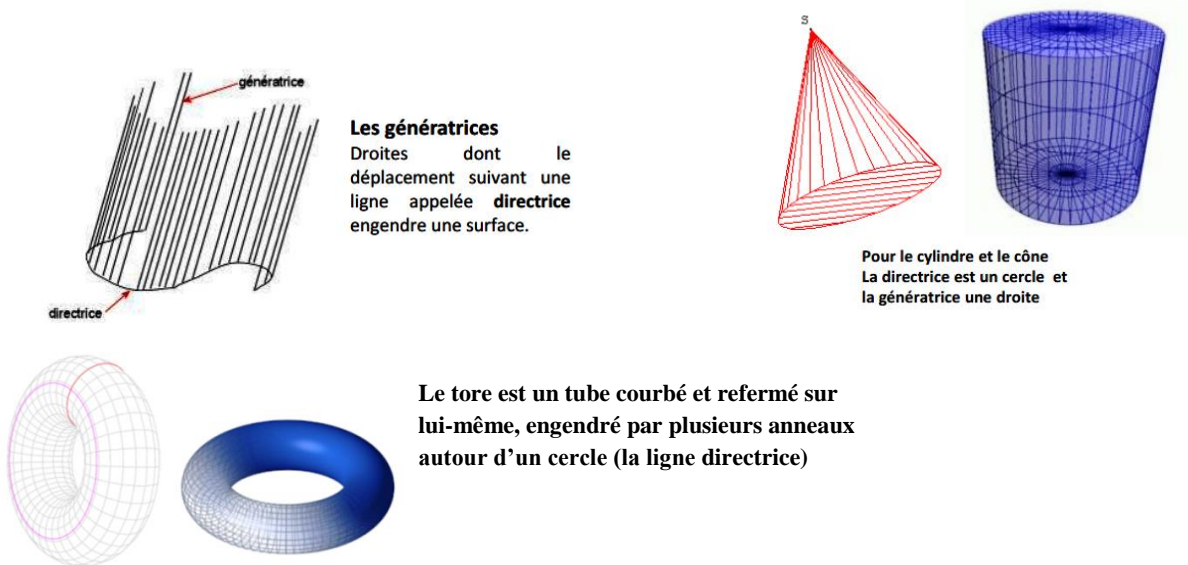 génératrice
directrice
Les génératrices
Droites dont le
déplacement suivant une
ligne appelée directrice
engendre une surface.
S
Pour le cylindre et le cône
La directrice est un cercle et
la génératrice une droite
Le tore est un tube courbé et refermé sur
lui-même, engendré par plusieurs anneaux
autour d’un cercle (la ligne directrice)